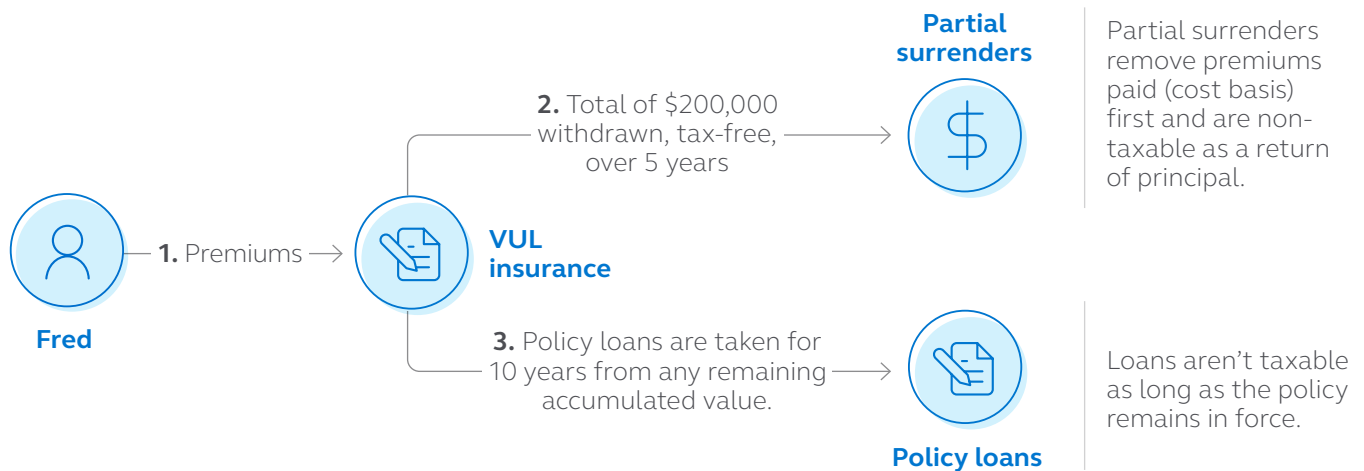 Partial
surrenders
2. Total of $200,000
withdrawn, tax-free,
over 5 years
Partial surrenders
remove premiums
paid (cost basis)
first and are non-
taxable as a return
of principal.
1. Premiums
VUL
insurance
Fred
3. Policy loans are taken for
10 years from any remaining
accumulated value.
Policy loans
Loans aren’t taxable
as long as the policy
remains in force.